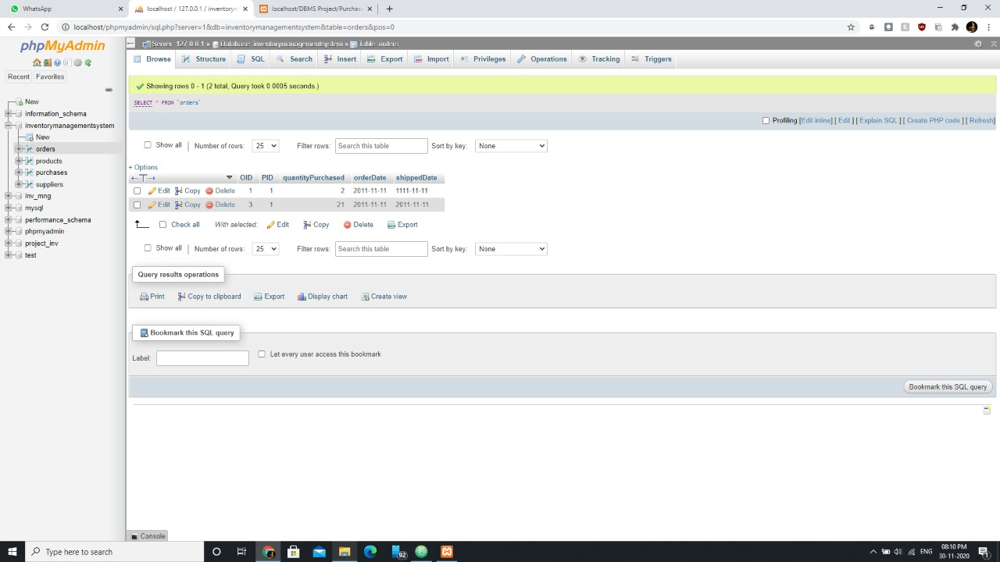 WhatsApp
localhost / 127.0.0.1 / inventorym
localhost/DBMS Project/Purchase
localhost/phpmyadmin/sql.php?server=1&db=inventorymanagementsystem&table=orders&pos=0
phpMyAdmin
Recent Favorites
New
information_schema
inventorymanagementsystem
New
orders
products
purchases
suppliers
inv_mng
mysql
performance_schema
phpmyadmin
project_inv
test
Server: 127.0.0.1 » Database: inventorymanagementsystem » Table: orders
Browse Structure SQL Search Insert Export Import Privileges Operations Tracking Triggers
Showing rows 0 - 1 (2 total, Query took 0.0005 seconds.)
SELECT * FROM `orders`
Profiling [Edit inline] [ Edit ] [ Explain SQL ] [ Create PHP code ] [ Refresh]
Show all | Number of rows: 25 Filter rows: Search this table Sort by key: None
+ Options
←T→ OID PID quantityPurchased orderDate shippedDate
Edit Copy Delete 1 1 2 2011-11-11 1111-11-11
Edit Copy Delete 3 1 21 2011-11-11 2011-11-11
Check all With selected: Edit Copy Delete Export
Show all | Number of rows: 25 Filter rows: Search this table Sort by key: None
Query results operations
Print Copy to clipboard Export Display chart Create view
Bookmark this SQL query
Label: Let every user access this bookmark
Bookmark this SQL query
Console
Type here to search
92
ENG
08:10 PM
30-11-2020
1